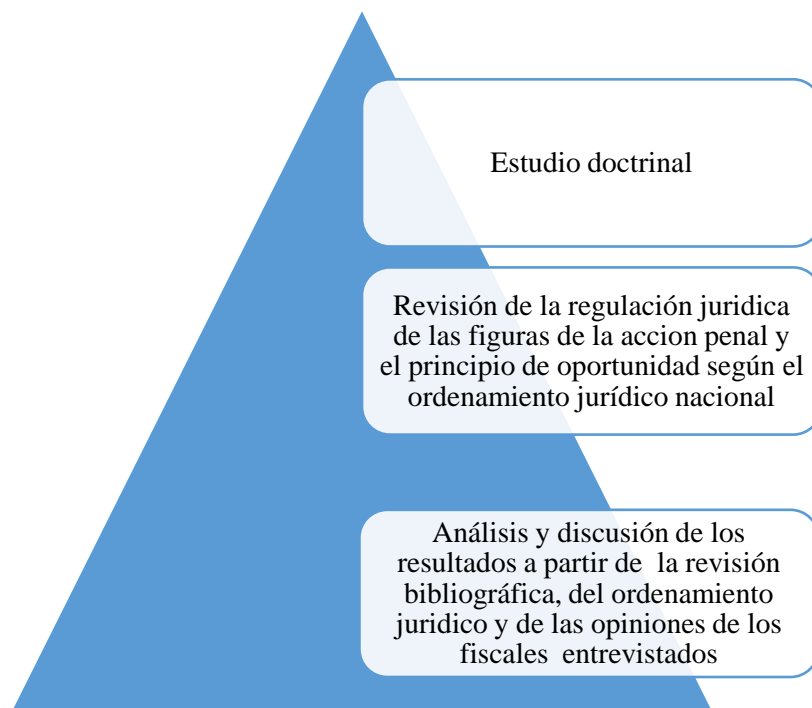 Estudio doctrinal
Revisión de la regulación juridica
de las figuras de la accion penal y
el principio de oportunidad según el
ordenamiento jurídico nacional
Análisis y discusión de los
resultados a partir de la revisión
bibliográfica, del ordenamiento
juridico y de las opiniones de los
fiscales entrevistados